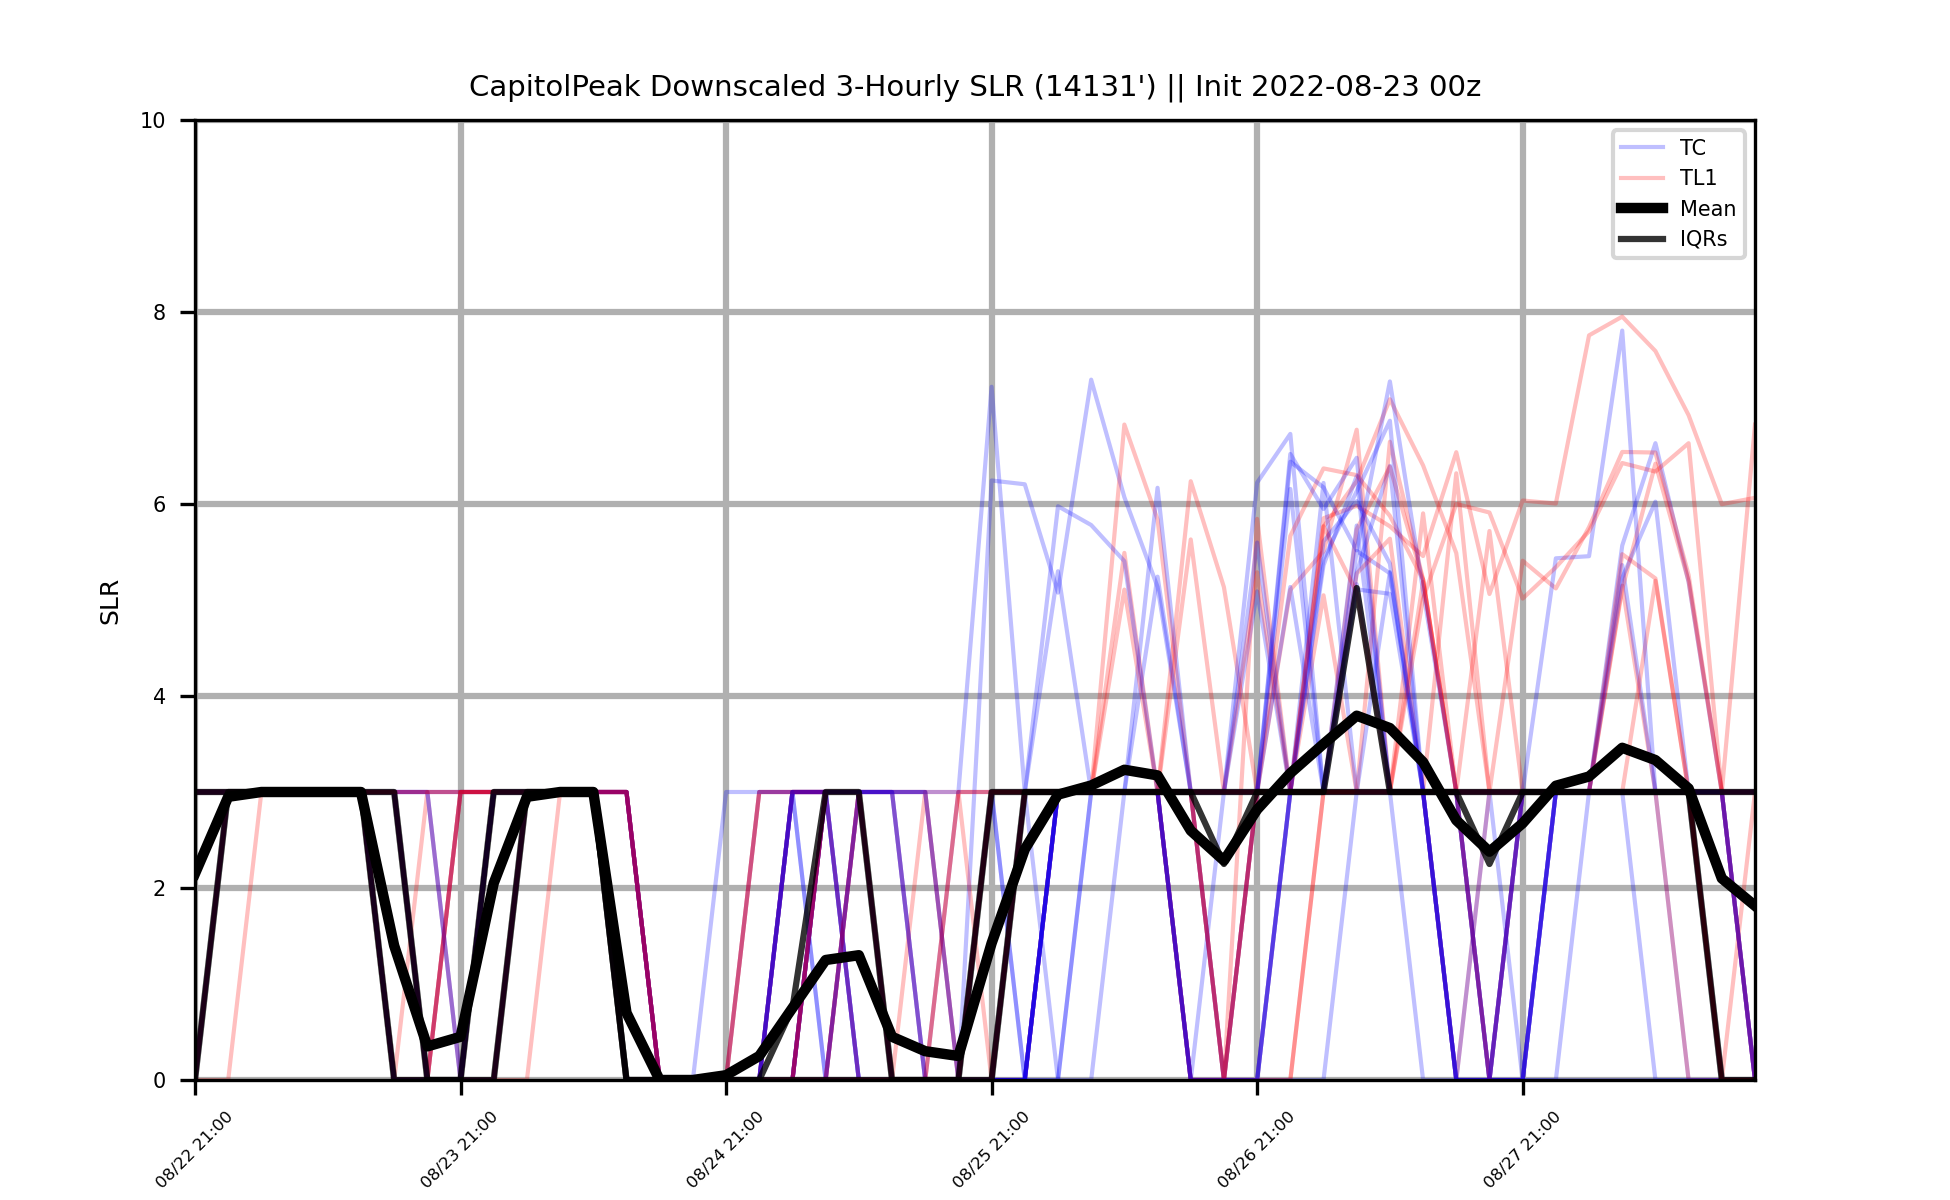 CapitolPeak Downscaled 3-Hourly SLR (14131') || Init 2022-08-23 00z
10
8
6
4
2
0
SLR
TC
TL1
Mean
IQRs
08/22 21:00
08/23 21:00
08/24 21:00
08/25 21:00
08/26 21:00
08/27 21:00